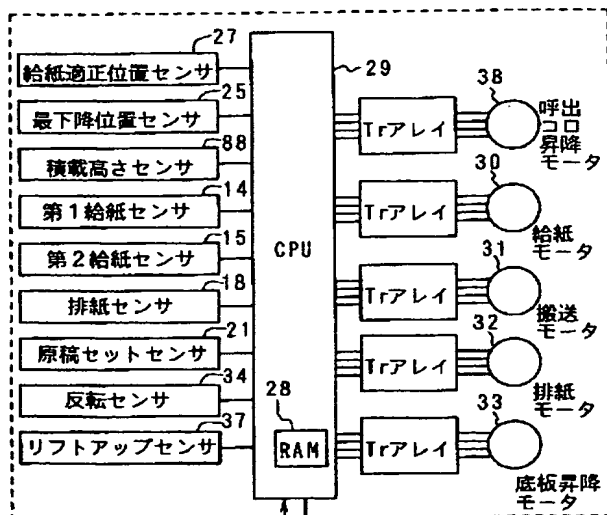 27
給紙適正位置センサ
25
最下降位置センサ
88
積載高さセンサ
14
第1給紙センサ
15
第2給紙センサ
18
排紙センサ
21
原稿セットセンサ
34
反転センサ
37
リフトアップセンサ
CPU
29
28
RAM
Trアレイ
38
呼出
コロ
昇降
モータ
Trアレイ
30
給紙
モータ
Trアレイ
31
搬送
モータ
Trアレイ
32
排紙
モータ
Trアレイ
33
底板昇降
モータ